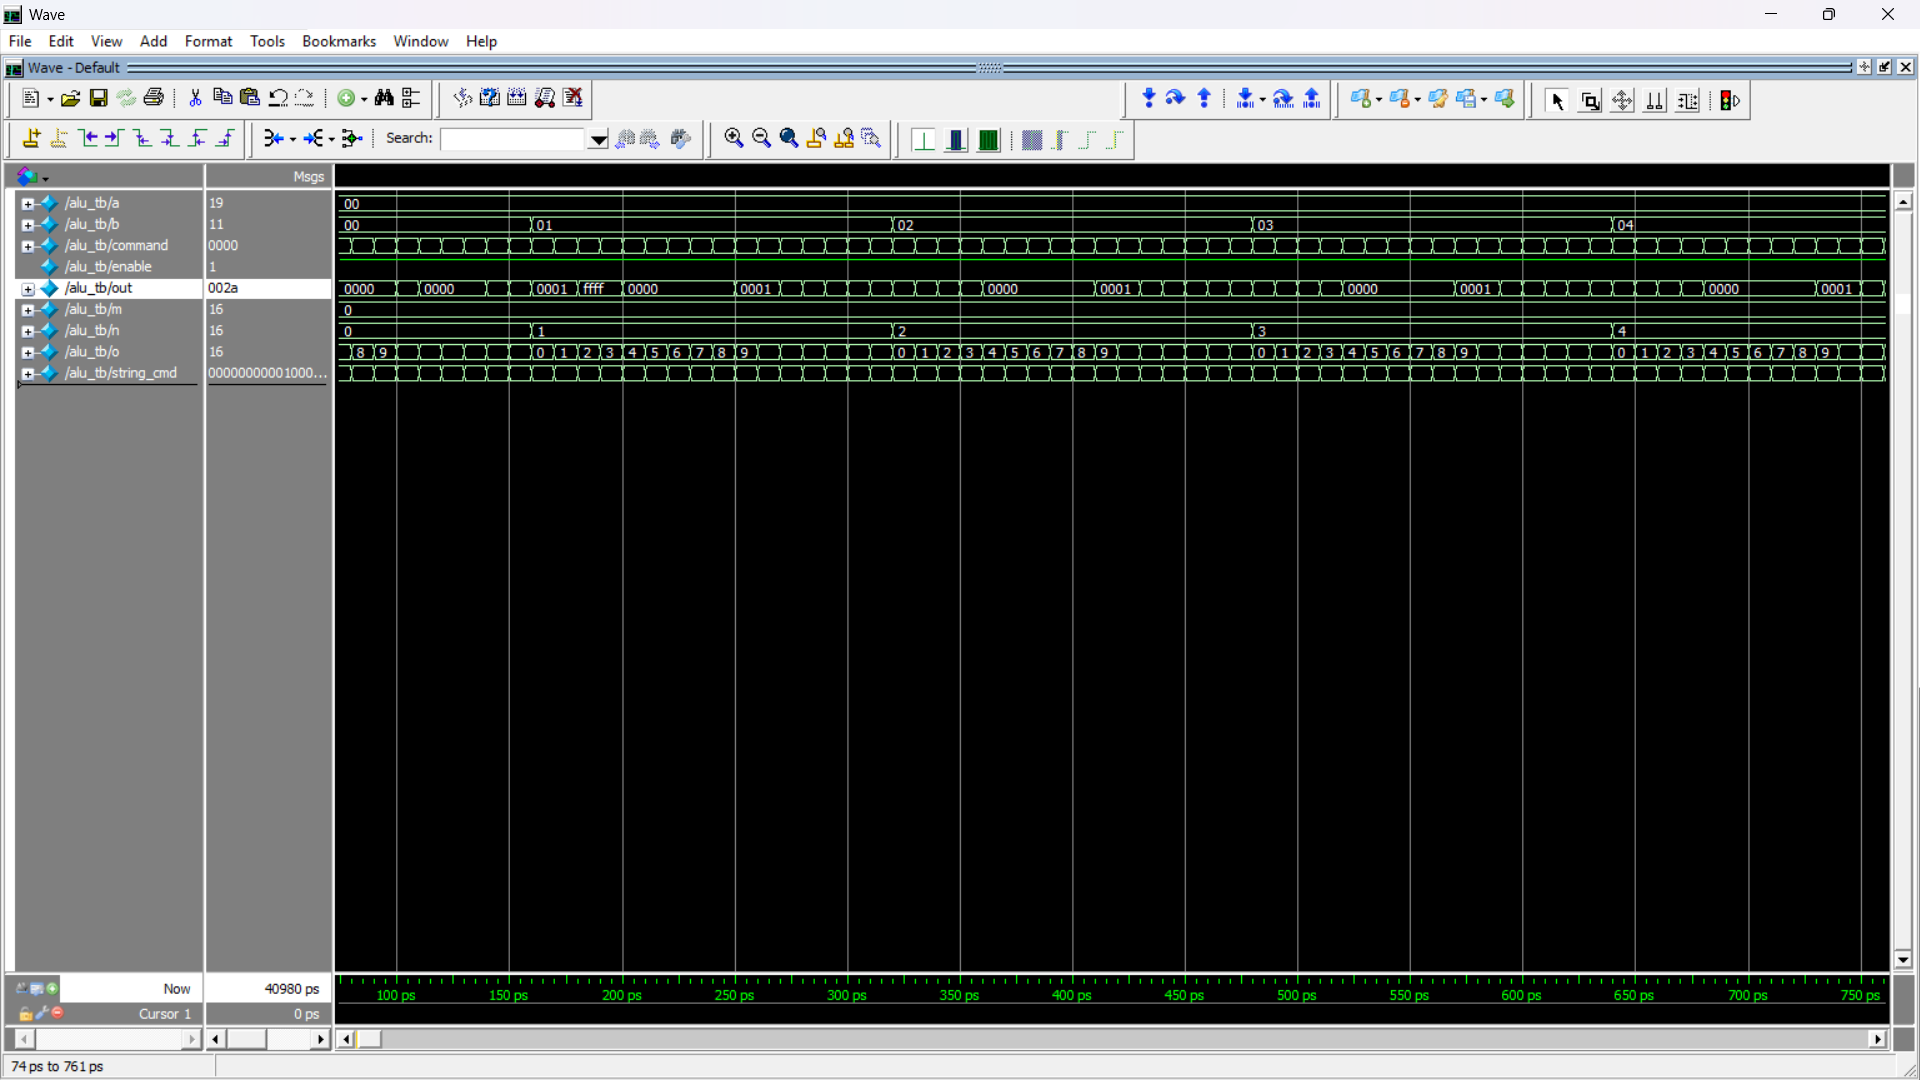 Wave
File Edit View Add Format Tools Bookmarks Window Help
Wave - Default
Search:
Msgs
/alu_tb/a 19 00
/alu_tb/b 11 00 01 02 03 04
/alu_tb/command 0000
/alu_tb/enable 1
/alu_tb/out 002a 0000 0000 0001 ffff 0000 0001 0000 0001 0000 0001 0000 0001
/alu_tb/m 16 0
/alu_tb/n 16 0 1 2 3 4
/alu_tb/o 16 8 9 0 1 2 3 4 5 6 7 8 9 0 1 2 3 4 5 6 7 8 9 0 1 2 3 4 5 6 7 8 9 0 1 2 3 4 5 6 7 8 9
/alu_tb/string_cmd 00000000001000...
Now 40980 ps
100 ps 150 ps 200 ps 250 ps 300 ps 350 ps 400 ps 450 ps 500 ps 550 ps 600 ps 650 ps 700 ps 750 ps
Cursor 1 0 ps
74 ps to 761 ps